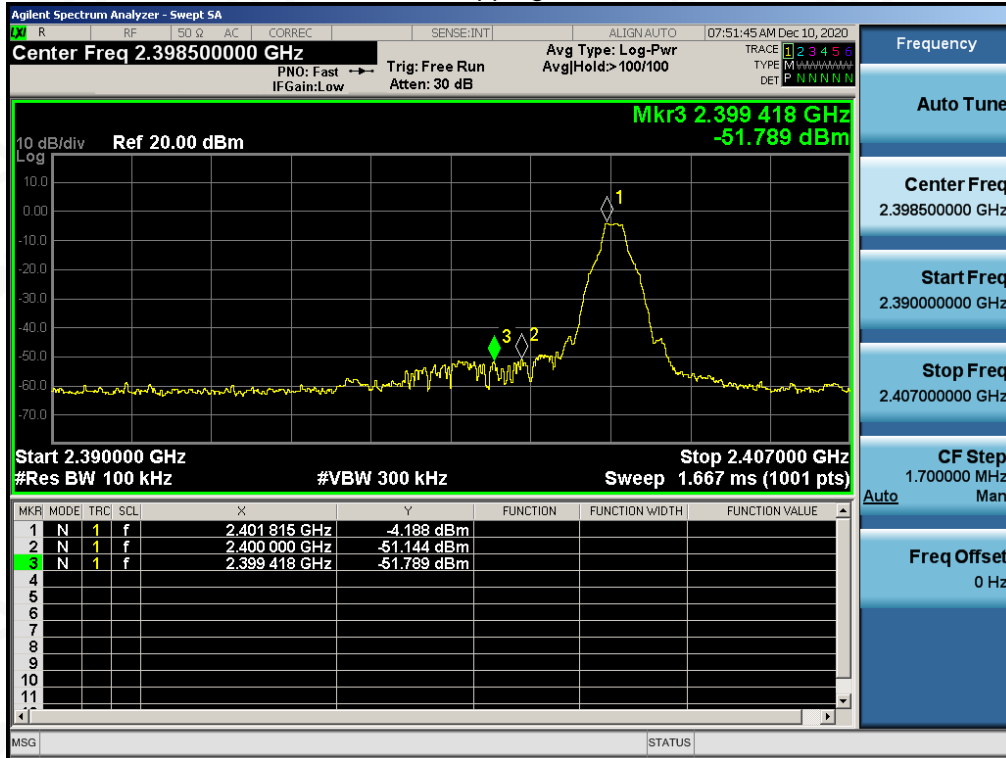 Agilent Spectrum Analyzer - Swept SA
LXI R RF 50 Ω AC CORREC SENSE:INT ALIGN AUTO 07:51:45 AM Dec 10, 2020
Center Freq 2.398500000 GHz
PNO: Fast
IFGain:Low
Trig: Free Run
Atten: 30 dB
Avg Type: Log-Pwr
Avg|Hold:>100/100
TRACE 1 2 3 4 5 6
TYPE M
DET P N N N N N
Mkr3 2.399 418 GHz
-51.789 dBm
10 dB/div Ref 20.00 dBm
Log
10.0
0.00
-10.0
-20.0
-30.0
-40.0
-50.0
-60.0
-70.0
1
3 2
Start 2.390000 GHz Stop 2.407000 GHz
#Res BW 100 kHz #VBW 300 kHz Sweep 1.667 ms (1001 pts)
MKR MODE TRC SCL X Y FUNCTION FUNCTION WIDTH FUNCTION VALUE
1 N 1 f 2.401 815 GHz -4.188 dBm
2 N 1 f 2.400 000 GHz -51.144 dBm
3 N 1 f 2.399 418 GHz -51.789 dBm
4
5
6
7
8
9
10
11
MSG STATUS
Frequency
Auto Tune
Center Freq
2.398500000 GHz
Start Freq
2.390000000 GHz
Stop Freq
2.407000000 GHz
CF Step
1.700000 MHz
Auto Man
Freq Offset
0 Hz